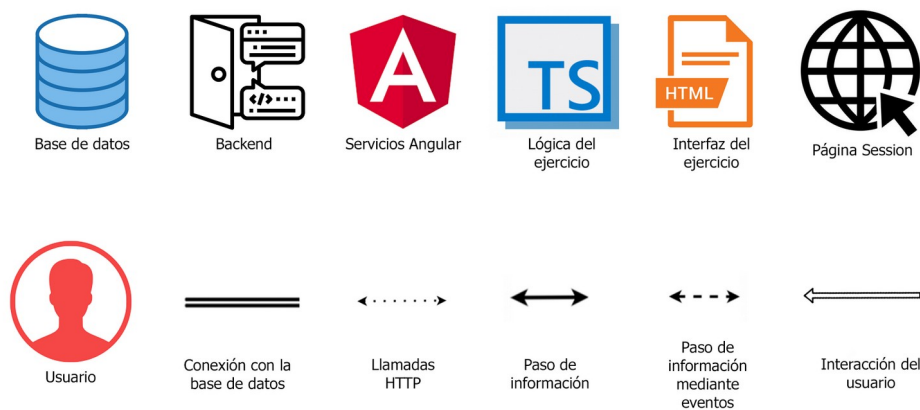 TS
HTML
Base de datos
Backend
Servicios Angular
Lógica del
ejercicio
Interfaz del
ejercicio
Página Session
Usuario
Conexión con la
base de datos
Llamadas
HTTP
Paso de
información
Paso de
información
mediante
eventos
Interacción del
usuario